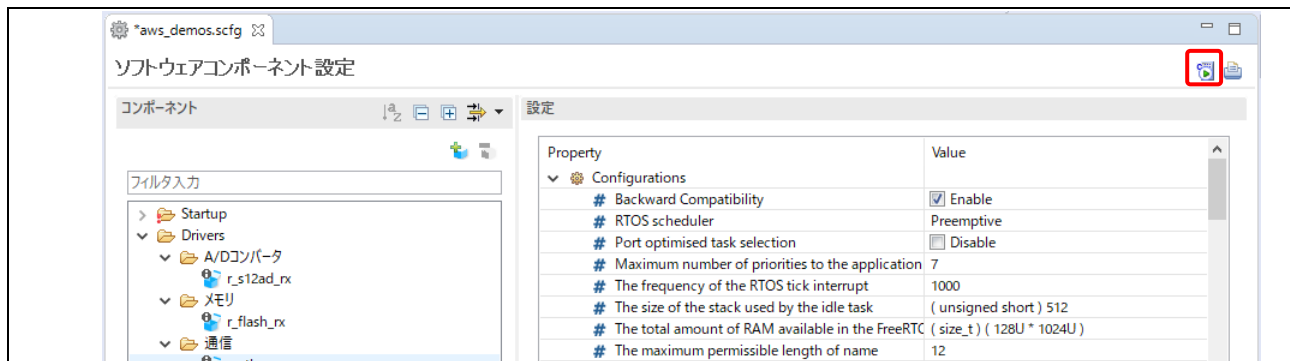 *aws_demos.scfg
ソフトウェアコンポーネント設定
コンポーネント
設定
フィルタ入力
Startup
Drivers
A/Dコンバータ
r_s12ad_rx
メモリ
r_flash_rx
通信
Property Value
Configurations
# Backward Compatibility Enable
# RTOS scheduler Preemptive
# Port optimised task selection Disable
# Maximum number of priorities to the application 7
# The frequency of the RTOS tick interrupt 1000
# The size of the stack used by the idle task ( unsigned short ) 512
# The total amount of RAM available in the FreeRTC ( size_t ) ( 128U * 1024U )
# The maximum permissible length of name 12